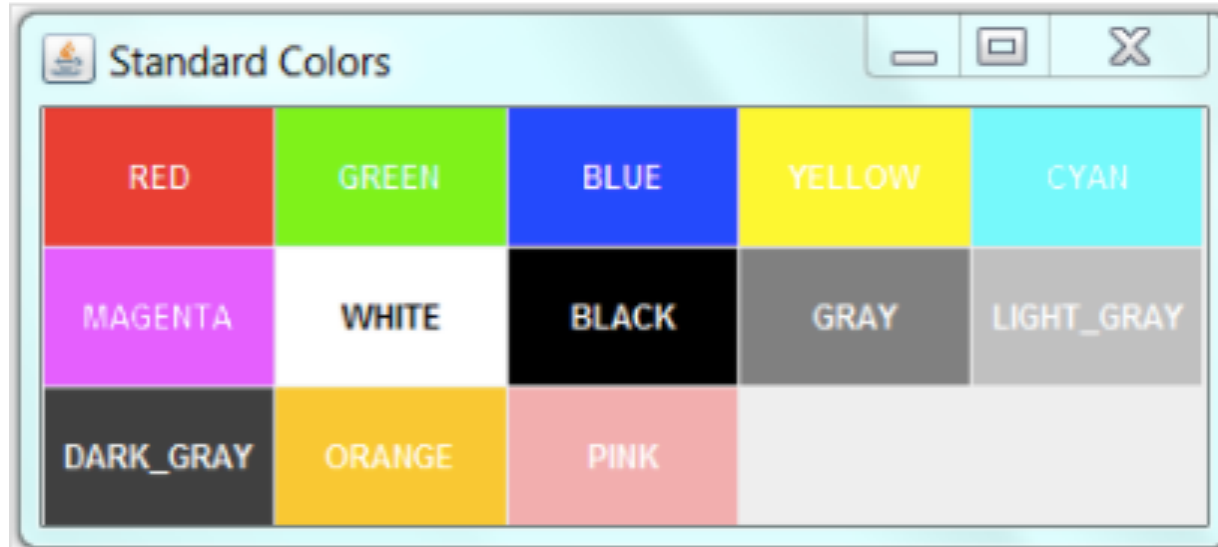 Standard Colors
RED GREEN BLUE YELLOW CYAN
MAGENTA WHITE BLACK GRAY LIGHT_GRAY
DARK_GRAY ORANGE PINK